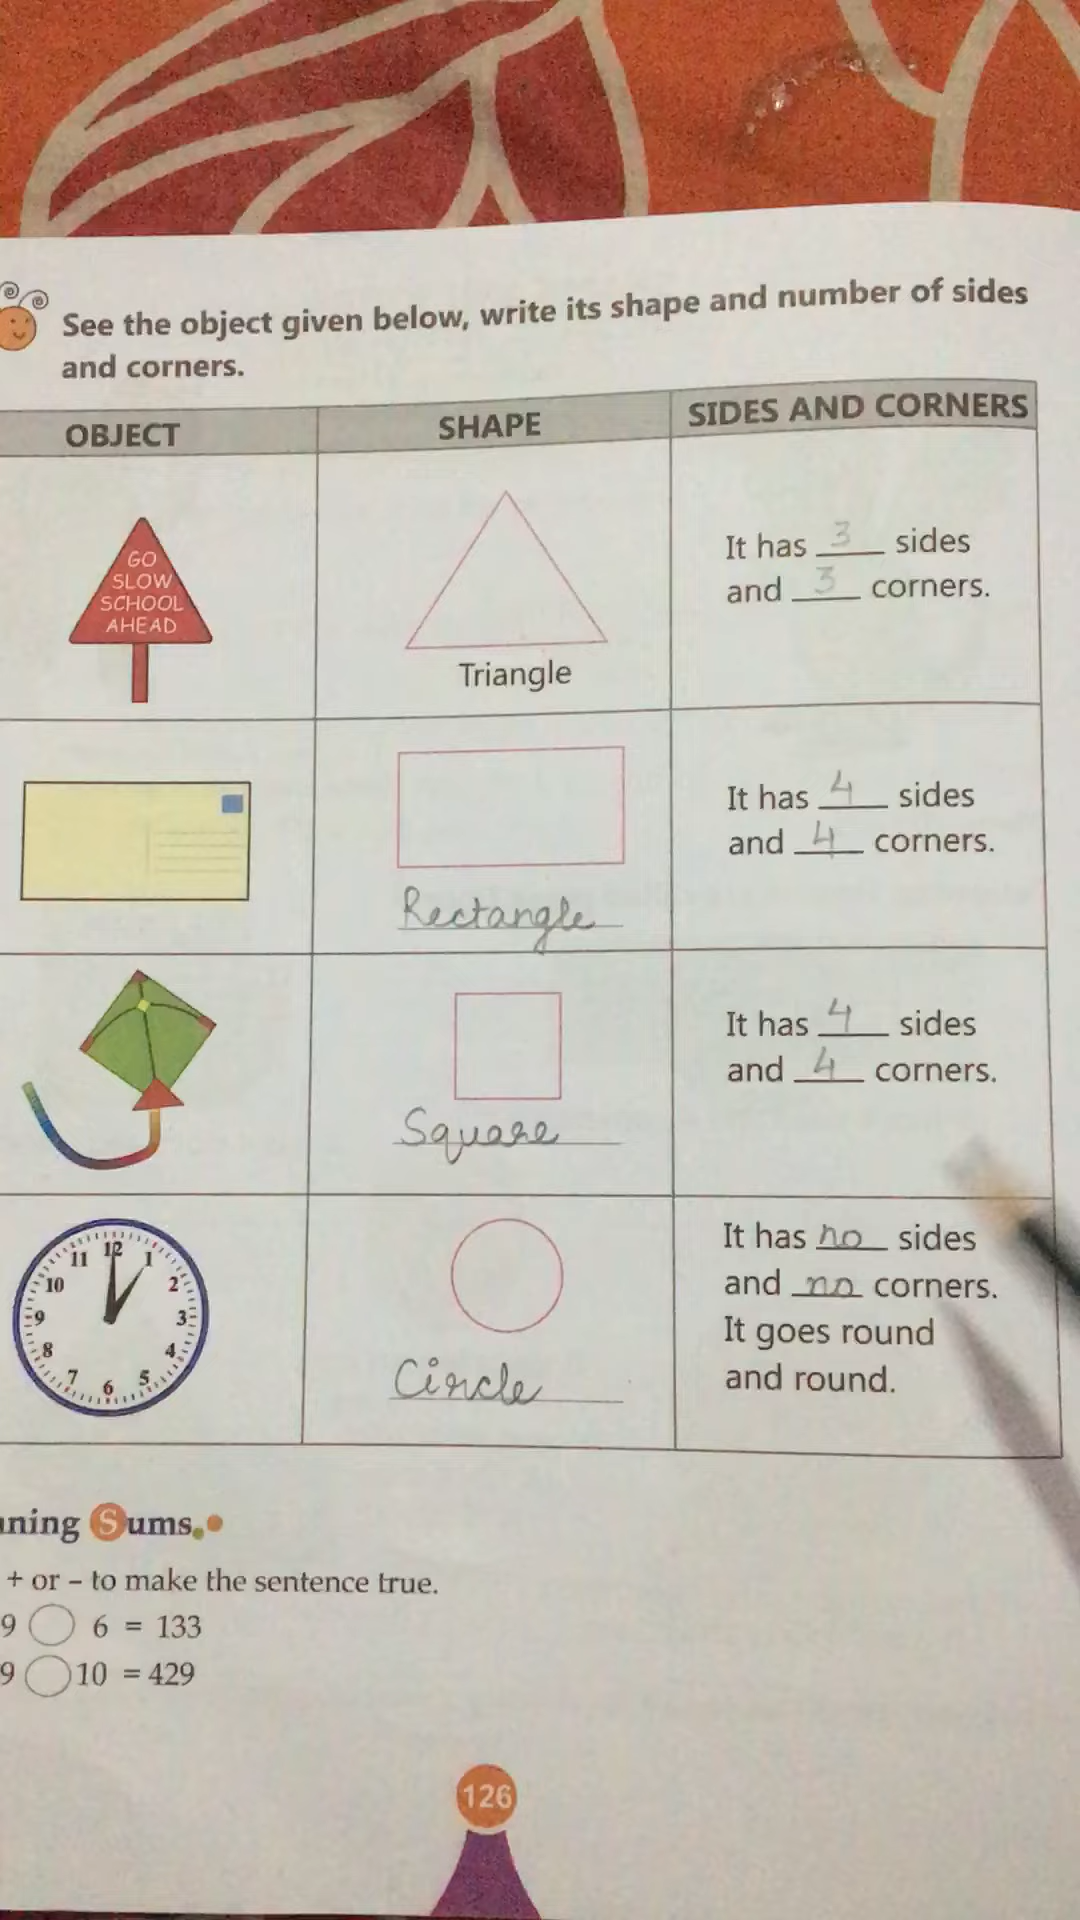 See the object given below, write its shape and number of sides
and corners.
OBJECT SHAPE SIDES AND CORNERS
GO
SLOW
SCHOOL
AHEAD
Triangle
It has 3 sides
and 3 corners.
Rectangle
It has 4 sides
and 4 corners.
Square
It has 4 sides
and 4 corners.
12
1
2
3
4
5
6
7
8
9
10
11
Circle
It has no sides
and no corners.
It goes round
and round.
Sums
+ or – to make the sentence true.
9 6 = 133
9 10 = 429
126